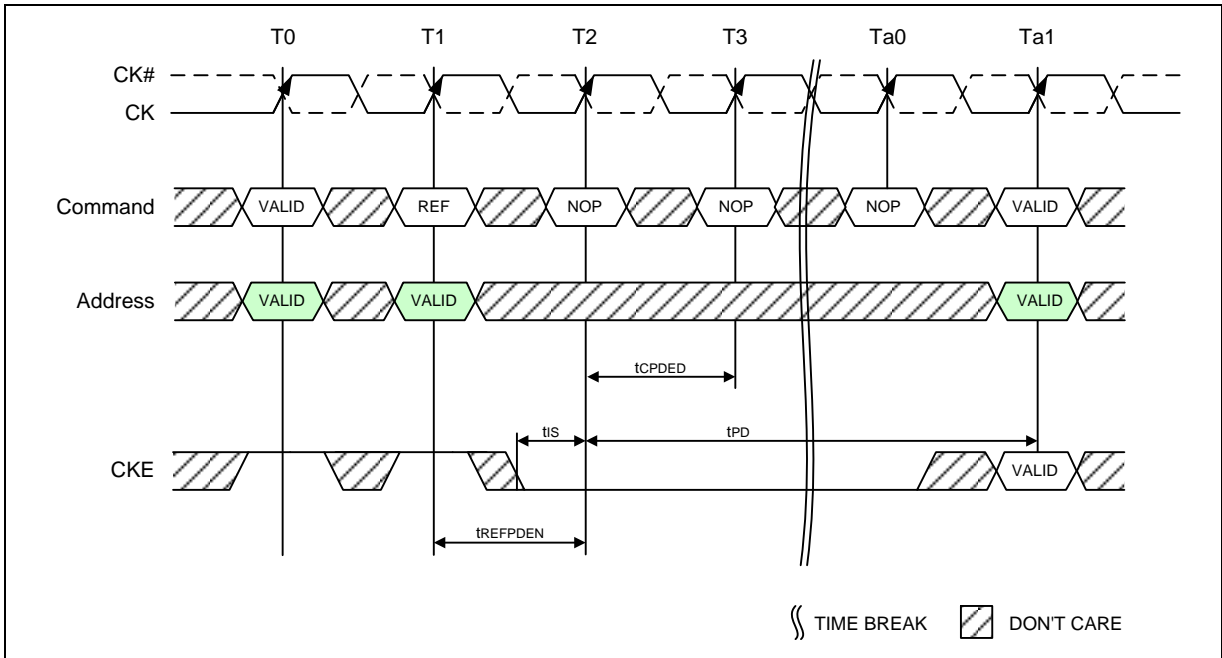 T0 T1 T2 T3 Ta0 Ta1
CK#
CK
Command VALID REF NOP NOP NOP VALID
Address VALID VALID VALID
tCPDED
tIS tPD
CKE VALID
tREFPDEN
TIME BREAK DON'T CARE